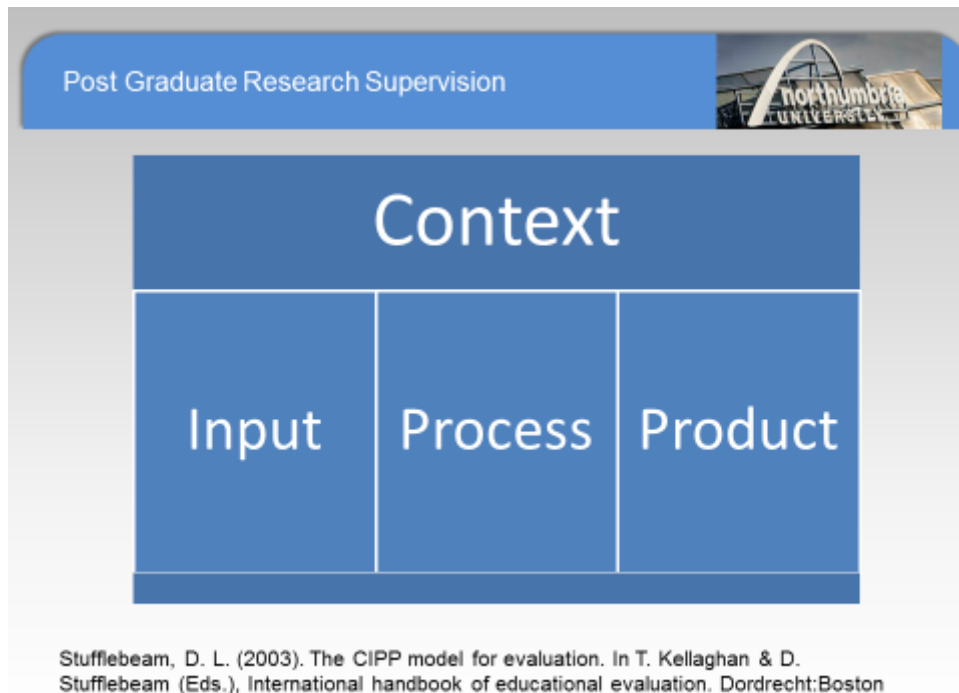 Post Graduate Research Supervision
northumbria
UNIVERSITY
Context
Input
Process
Product
Stufflebeam, D. L. (2003). The CIPP model for evaluation. In T. Kellaghan & D.
Stufflebeam (Eds.), International handbook of educational evaluation. Dordrecht:Boston